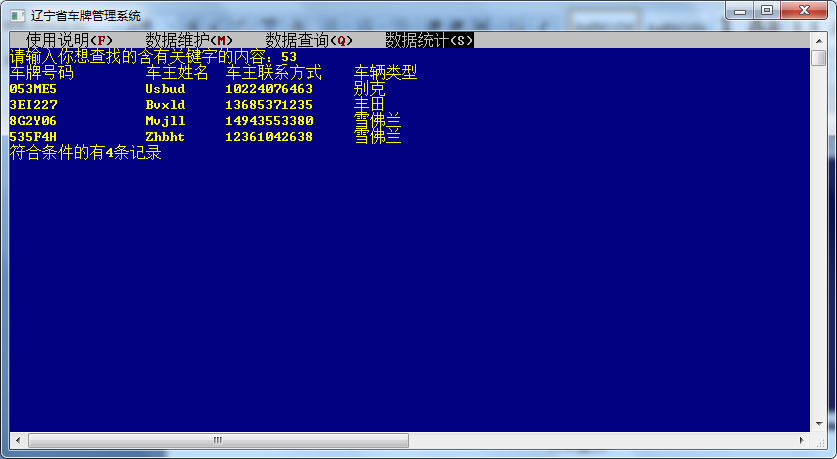 辽宁省车牌管理系统
使用说明(F) 数据维护(M) 数据查询(Q) 数据统计(S)
请输入你想查找的含有关键字的内容：53
车牌号码 车主姓名 车主联系方式 车辆类型
053ME5 Usbud 10224076463 别克
3EI227 Bvxld 13685371235 丰田
8G2Y06 Mvjll 14943553380 雪佛兰
535F4H Zhbht 12361042638 雪佛兰
符合条件的有4条记录